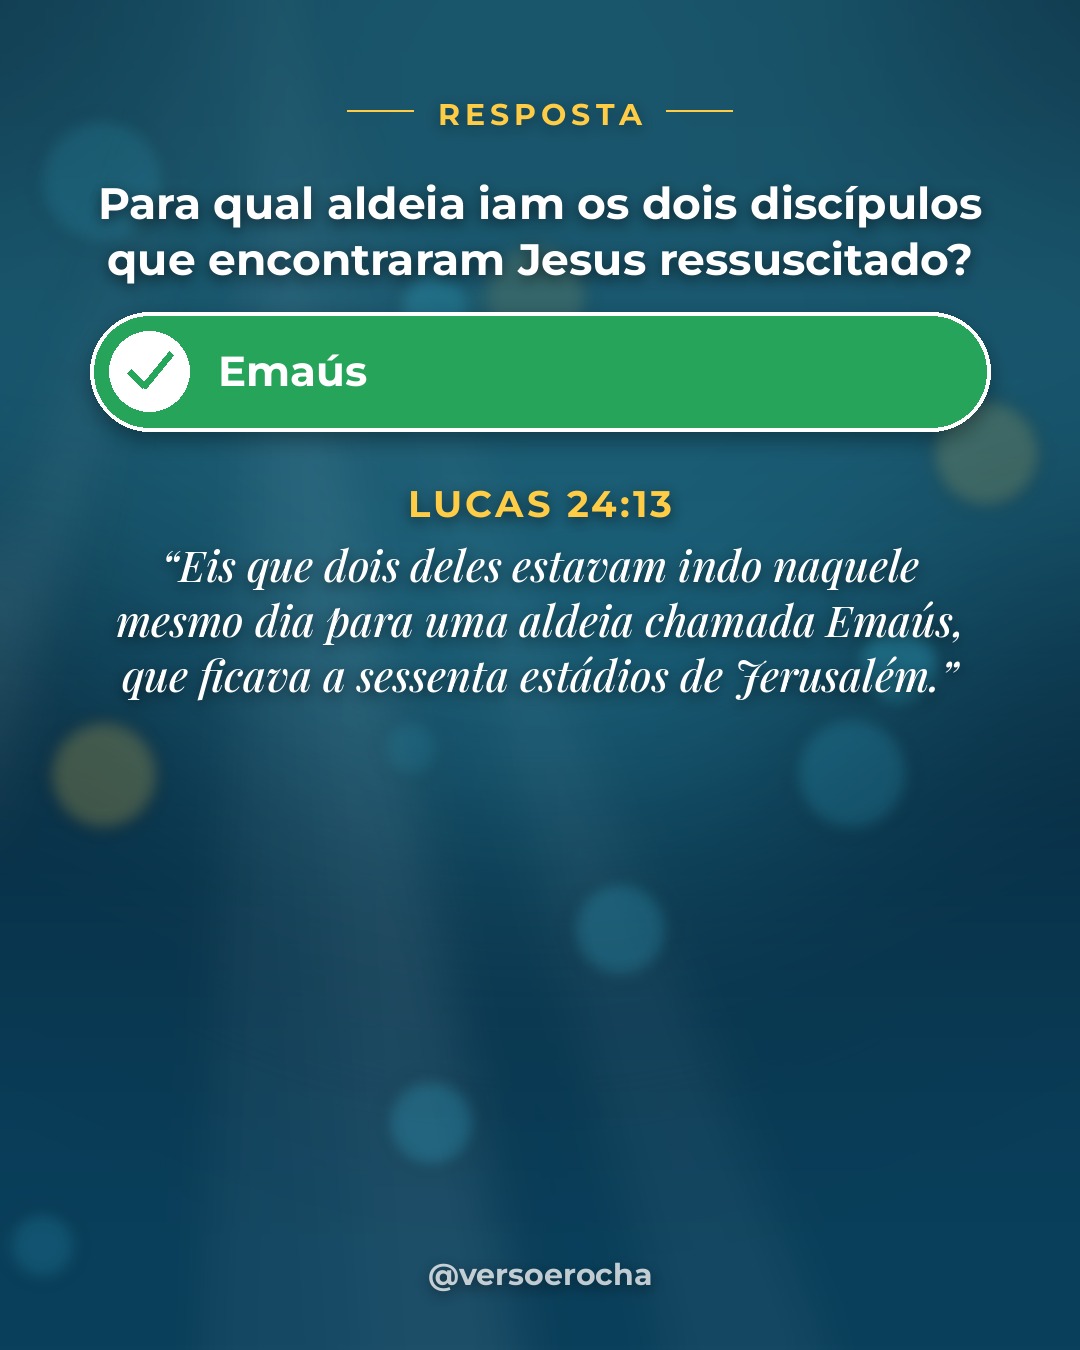 RESPOSTA
Para qual aldeia iam os dois discípulos
que encontraram Jesus ressuscitado?
Emaús
LUCAS 24:13
“Eis que dois deles estavam indo naquele
mesmo dia para uma aldeia chamada Emaús,
que ficava a sessenta estádios de Jerusalém.”
@versoerocha